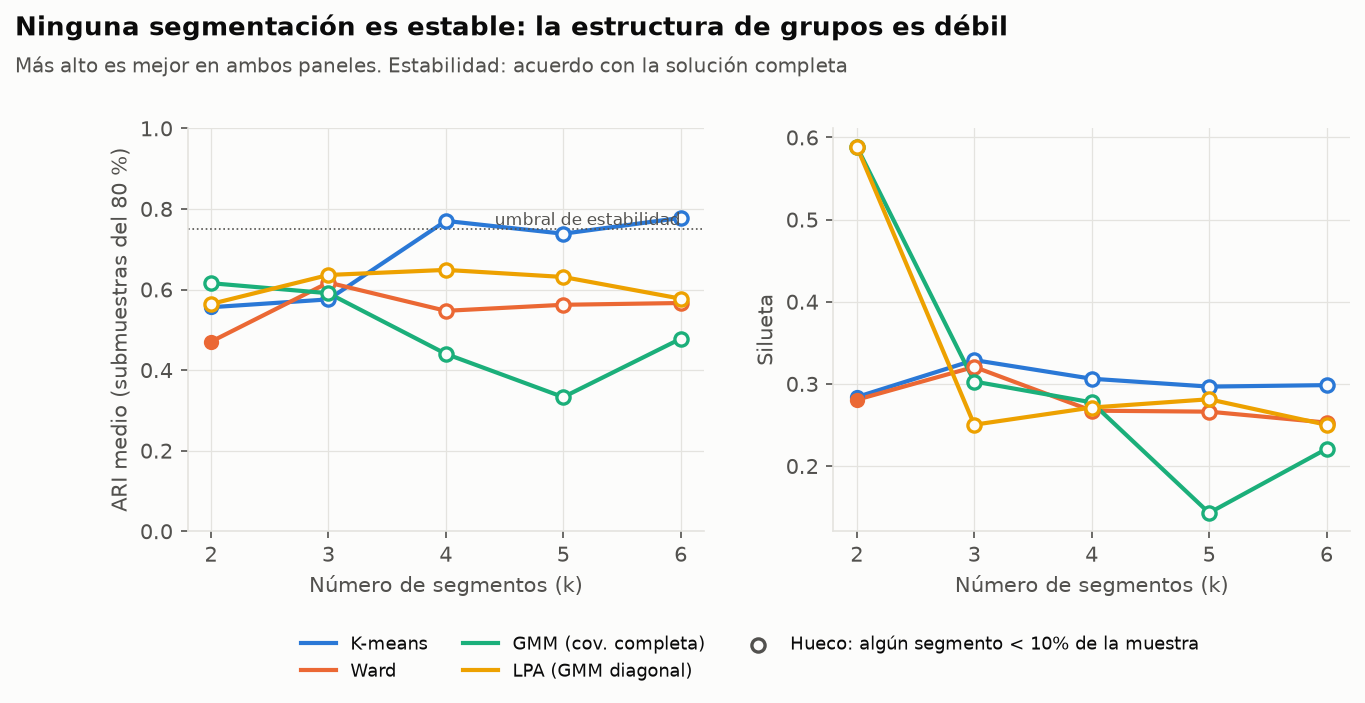 Ninguna segmentación es estable: la estructura de grupos es débil
Más alto es mejor en ambos paneles. Estabilidad: acuerdo con la solución completa
ARI medio (submuestras del 80 %)
1.0
0.8
0.6
0.4
0.2
0.0
umbral de estabilidad
2 3 4 5 6
Número de segmentos (k)
Silueta
0.6
0.5
0.4
0.3
0.2
2 3 4 5 6
Número de segmentos (k)
K-means
Ward
GMM (cov. completa)
LPA (GMM diagonal)
Hueco: algún segmento < 10% de la muestra